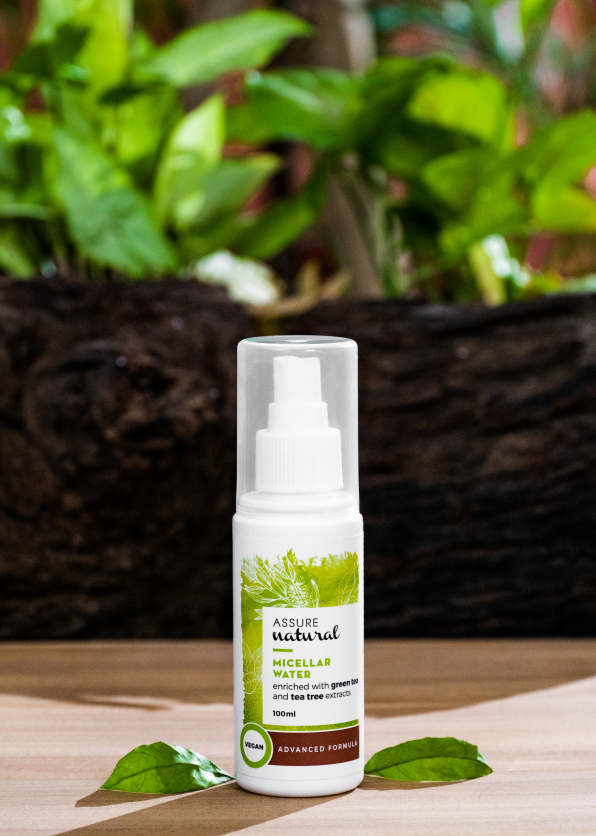 ASSURE
natural
MICELLAR
WATER
enriched with green tea
and tea tree extracts
100ml
VEGAN
ADVANCED FORMULA